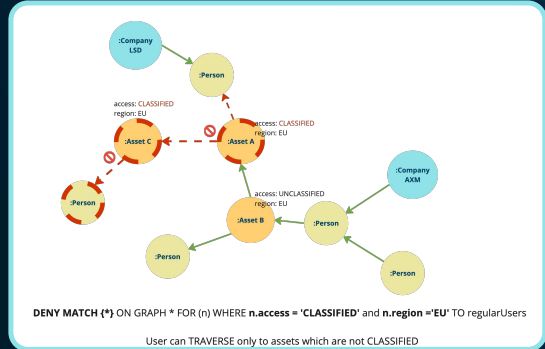 :Company
LSD
:Person
access: CLASSIFIED
region: EU
access: CLASSIFIED
region: EU
:Asset C
:Asset A
:Company
AXM
access: UNCLASSIFIED
region: EU
:Person
:Asset B
:Person
:Person
:Person
DENY MATCH {*} ON GRAPH * FOR (n) WHERE n.access = 'CLASSIFIED' and n.region ='EU' TO regularUsers
User can TRAVERSE only to assets which are not CLASSIFIED